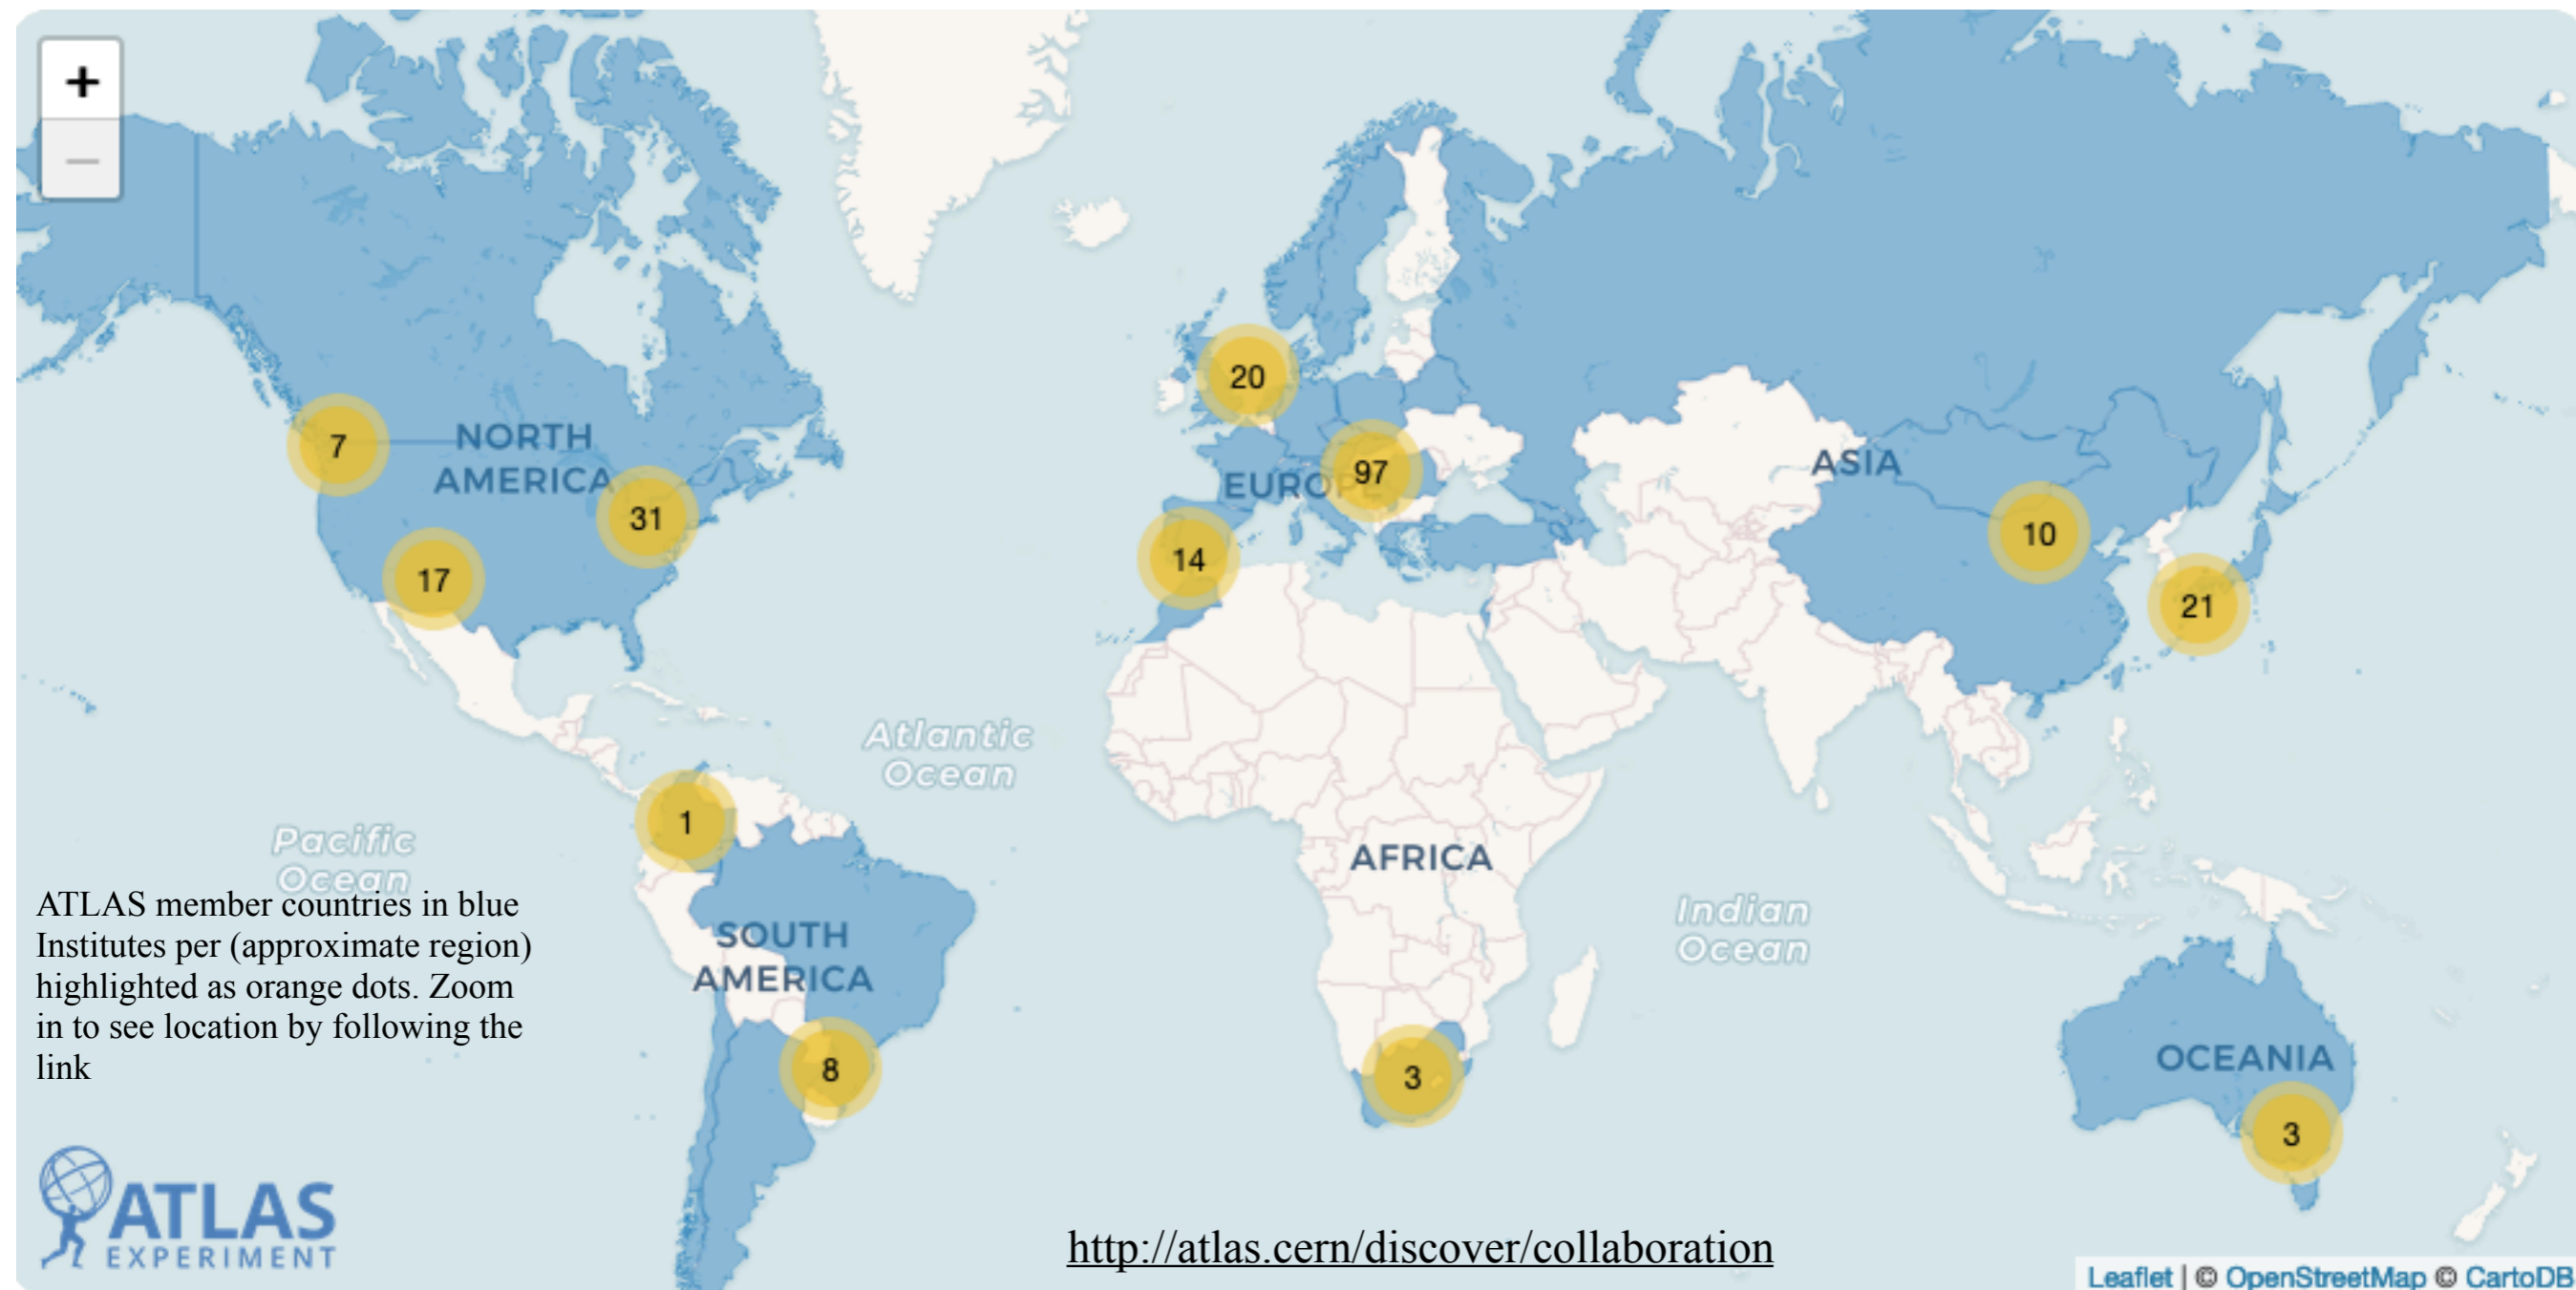 +
−
7
NORTH
AMERICA
31
17
20
97
EUROPE
14
ASIA
10
21
Atlantic
Ocean
1
Pacific
Ocean
AFRICA
Indian
Ocean
SOUTH
AMERICA
8
3
OCEANIA
3
ATLAS member countries in blue
Institutes per (approximate region)
highlighted as orange dots. Zoom
in to see location by following the
link
ATLAS
EXPERIMENT
http://atlas.cern/discover/collaboration
Leaflet | © OpenStreetMap © CartoDB